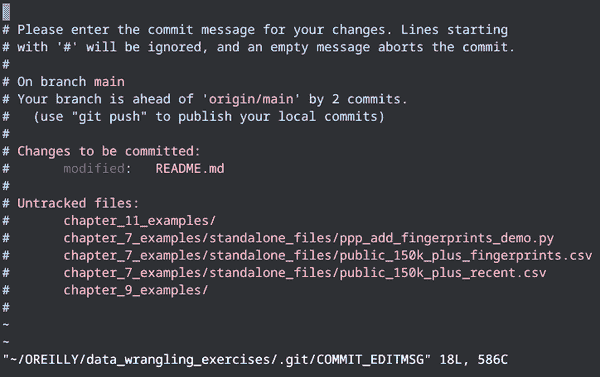 # Please enter the commit message for your changes. Lines starting
# with '#' will be ignored, and an empty message aborts the commit.
#
# On branch main
# Your branch is ahead of 'origin/main' by 2 commits.
#   (use "git push" to publish your local commits)
#
# Changes to be committed:
#       modified:   README.md
#
# Untracked files:
#       chapter_11_examples/
#       chapter_7_examples/standalone_files/ppp_add_fingerprints_demo.py
#       chapter_7_examples/standalone_files/public_150k_plus_fingerprints.csv
#       chapter_7_examples/standalone_files/public_150k_plus_recent.csv
#       chapter_9_examples/
#
~
~
"~/OREILLY/data_wrangling_exercises/.git/COMMIT_EDITMSG" 18L, 586C